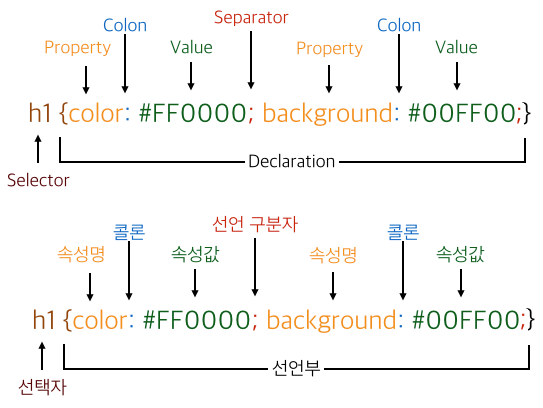 Separator
Colon Colon
Property Value Property Value
h1 {color: #FF0000; background: #00FF00;}
Declaration
Selector
선언 구분자
콜론 콜론
속성명 속성값 속성명 속성값
h1 {color: #FF0000; background: #00FF00;}
선언부
선택자